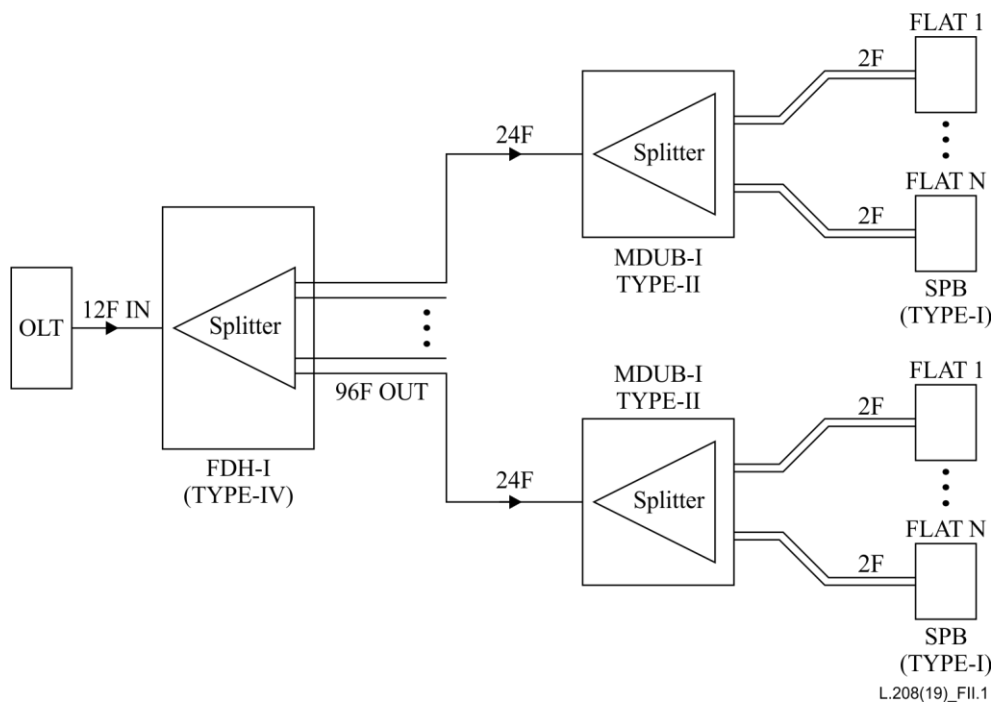 OLT
12F IN
Splitter
96F OUT
FDH-I
(TYPE-IV)
24F
Splitter
MDUB-I
TYPE-II
2F
FLAT 1
2F
FLAT N
SPB
(TYPE-I)
24F
MDUB-I
TYPE-II
Splitter
2F
FLAT 1
2F
FLAT N
SPB
(TYPE-I)
L.208(19)_FII.1